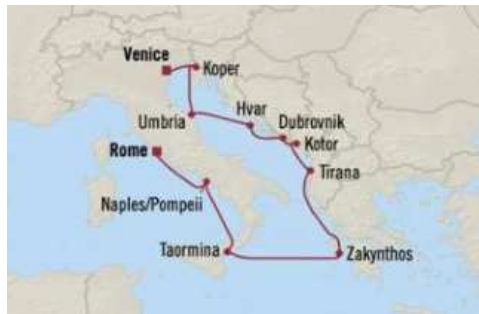 Venice
Koper
Umbria
Hvar
Dubrovnik
Kotor
Rome
Tirana
Naples/Pompeii
Taormina
Zakynthos